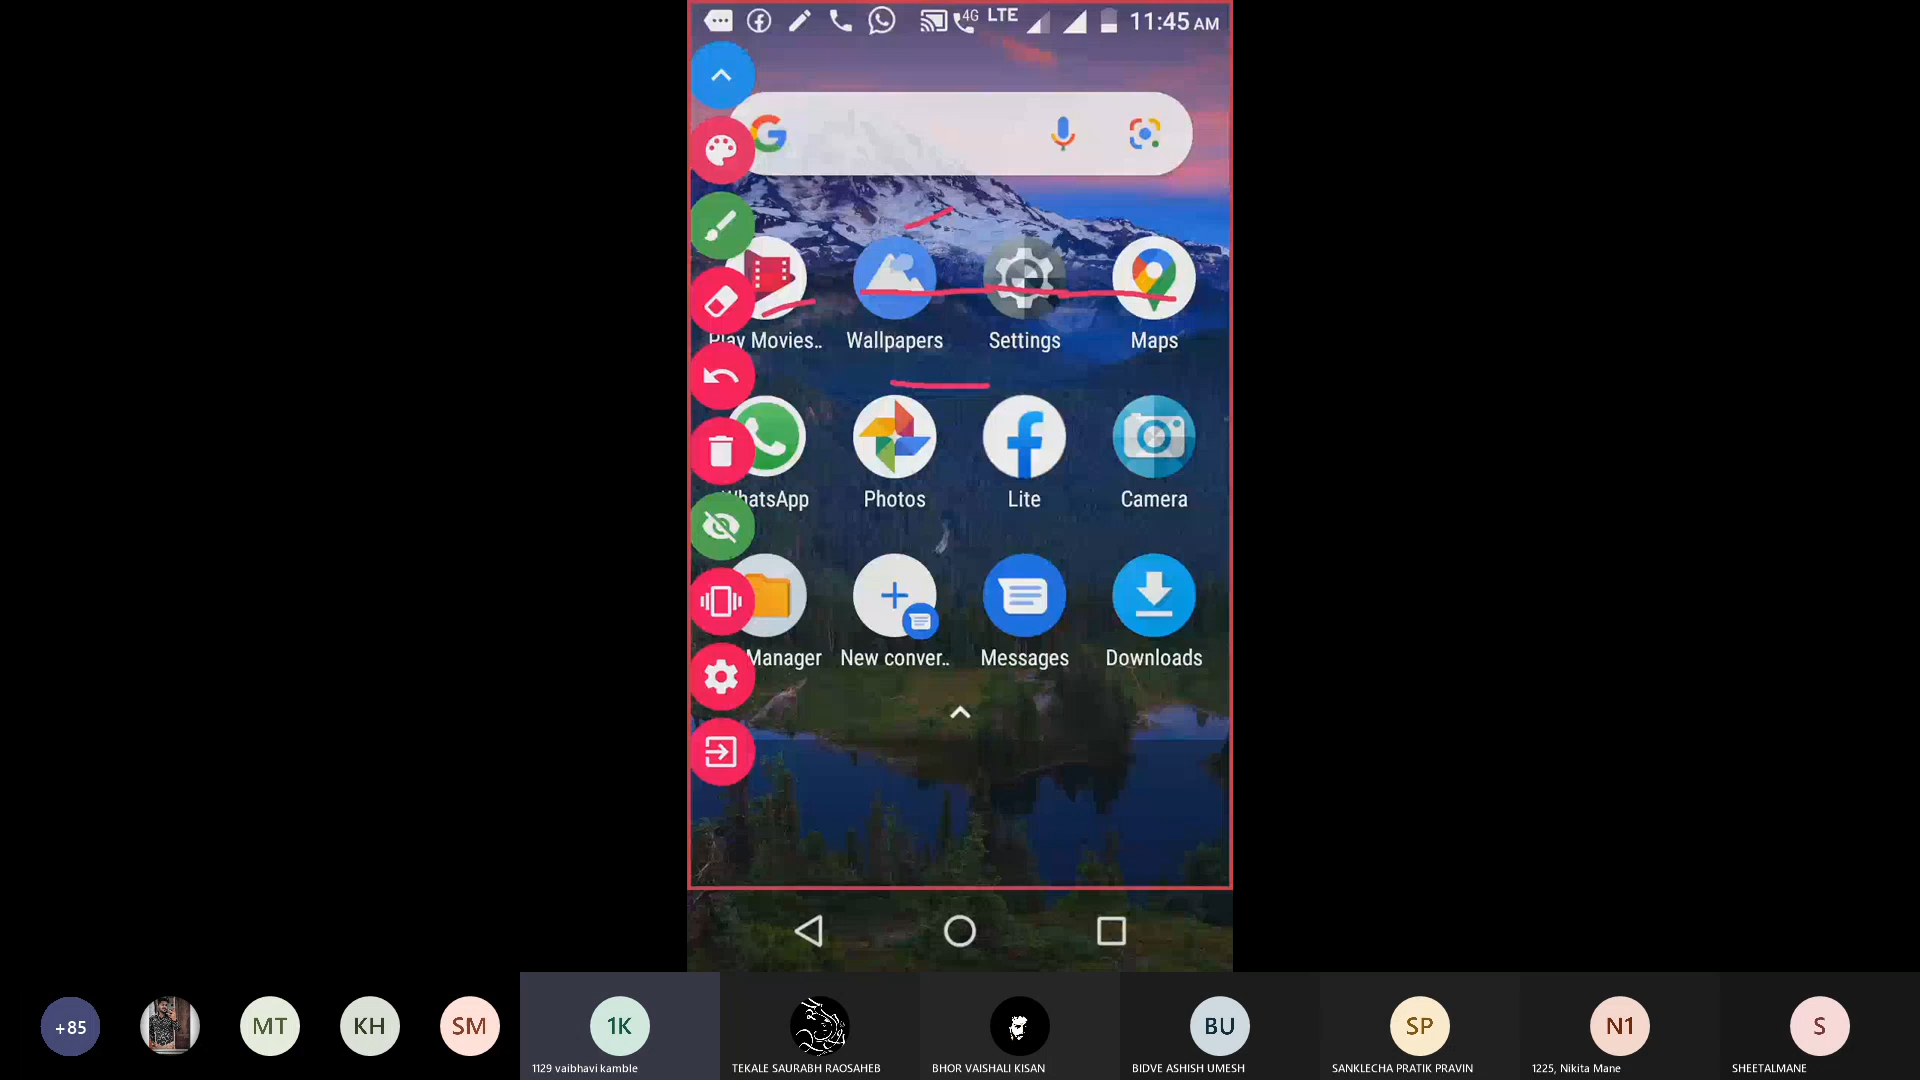 4G LTE 11:45 AM
Play Movies.. Wallpapers Settings Maps
WhatsApp Photos Lite Camera
Manager New conver.. Messages Downloads
+85 MT KH SM 1K BU SP N1 S
1129 vaibhavi kamble TEKALE SAURABH RAOSAHEB BHOR VAISHALI KISAN BIDVE ASHISH UMESH SANKLECHA PRATIK PRAVIN 1225, Nikita Mane SHEETALMANE